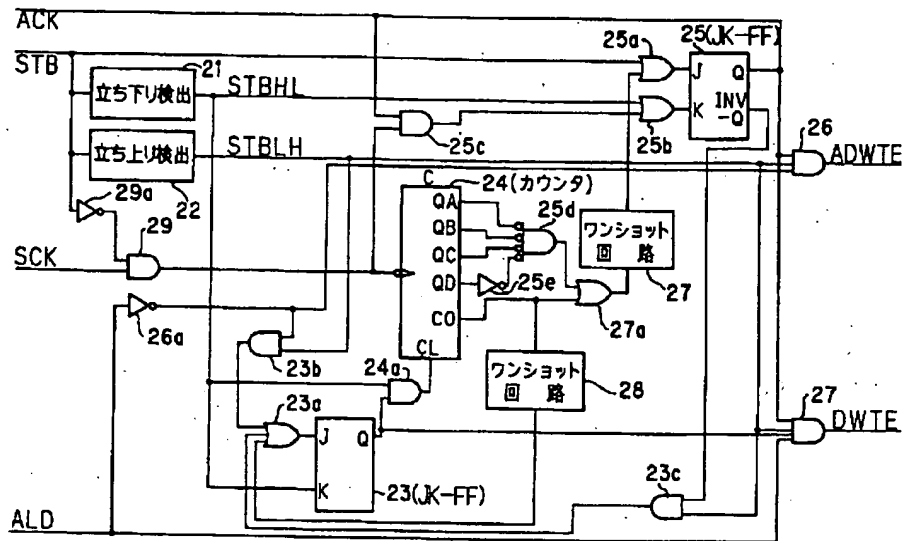 ACK
STB
21
立ち下り検出
STBHL
立ち上り検出
STBLH
22
29a
29
SCK
26a
ALD
25a
25(JK-FF)
J
Q
K
INV
-Q
25b
25c
26
ADWTE
C
24(カウンタ)
QA
QB
QC
QD
CO
CL
25d
25e
ワンショット
回路
27
27a
ワンショット
回路
28
23b
24a
23a
J
Q
K
23(JK-FF)
23c
27
DWTE